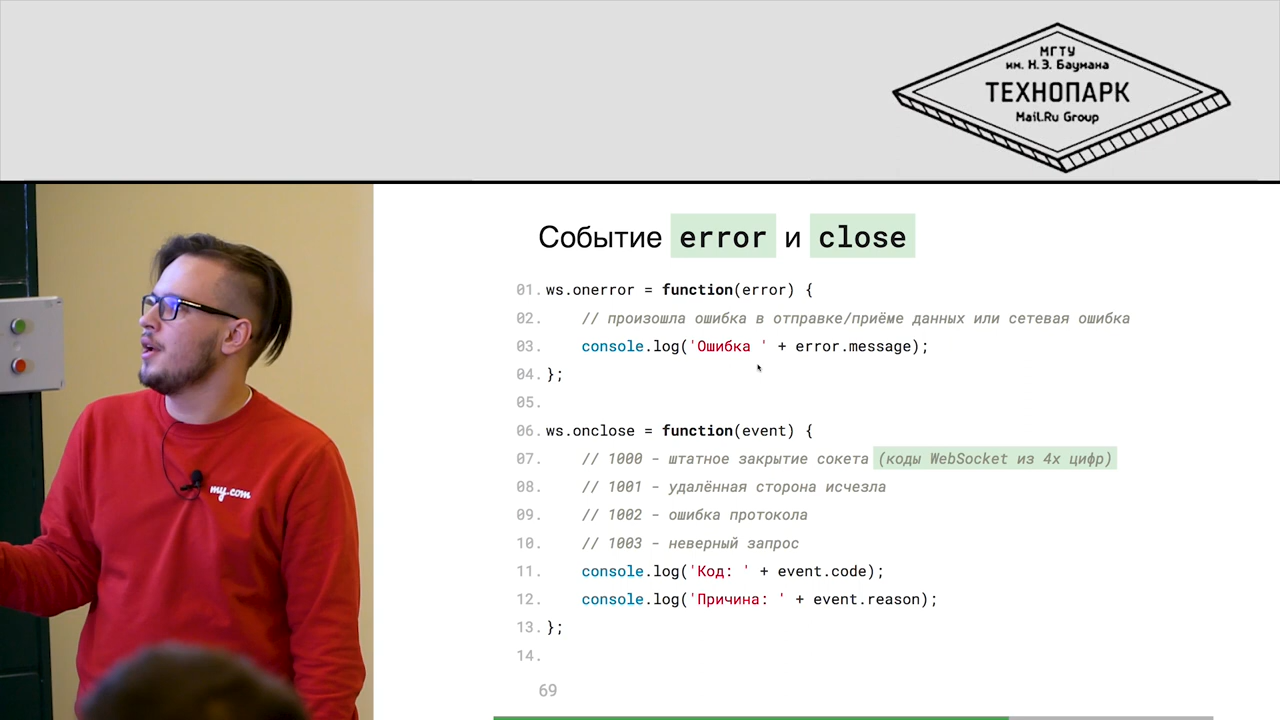 МГТУ
им. Н.Э. Баумана
ТЕХНОПАРК
Mail.Ru Group
my.com
Событие error и close
01. ws.onerror = function(error) {
02. // произошла ошибка в отправке/приёме данных или сетевая ошибка
03. console.log('Ошибка ' + error.message);
04. };
05.
06. ws.onclose = function(event) {
07. // 1000 - штатное закрытие сокета (коды WebSocket из 4х цифр)
08. // 1001 - удалённая сторона исчезла
09. // 1002 - ошибка протокола
10. // 1003 - неверный запрос
11. console.log('Код: ' + event.code);
12. console.log('Причина: ' + event.reason);
13. };
14.
69